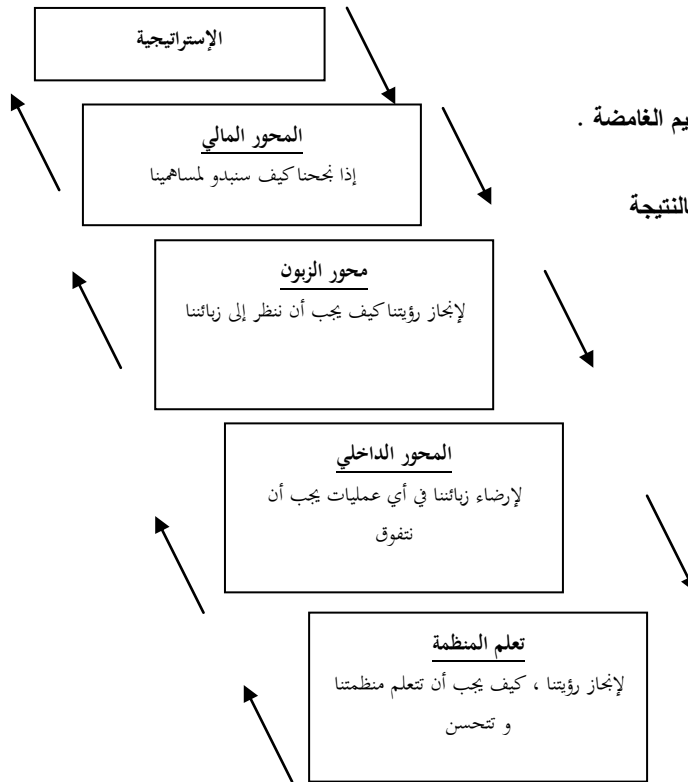 الإستراتيجية
يم الغامضة .
المحور المالي
إذا نجحنا كيف سنبدو لمساهمينا
بالنتيجة
محور الزبون
لإنجاز رؤيتنا كيف يجب أن ننظر إلى زبائننا
المحور الداخلي
لإرضاء زبائننا في أي عمليات يجب أن
نتفوق
تعلم المنظمة
لإنجاز رؤيتنا ، كيف يجب أن تتعلم منظمتنا
و تتحسن